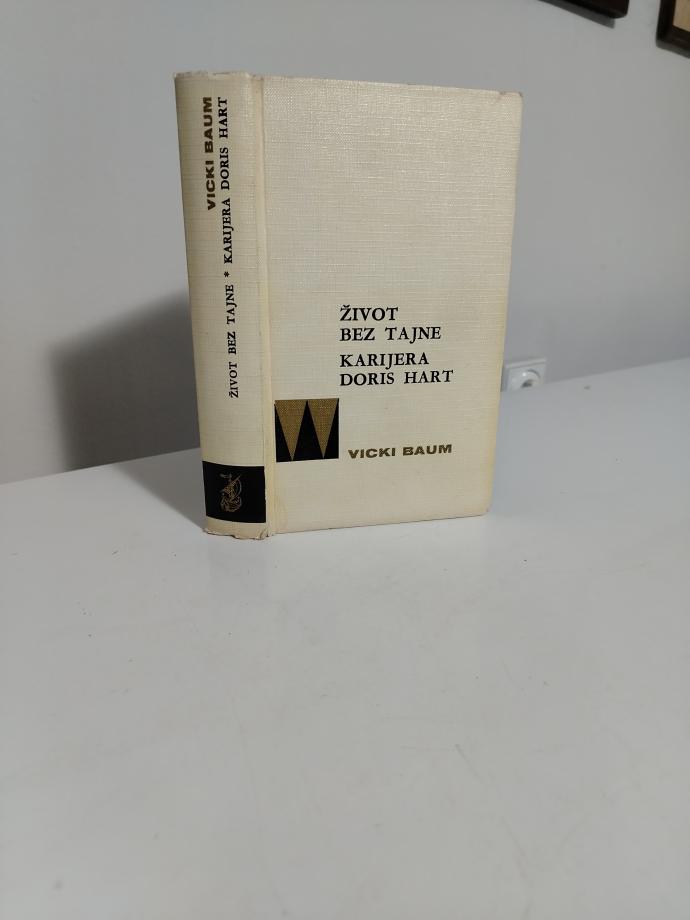 VICKI BAUM
ŽIVOT BEZ TAJNE * KARIJERA DORIS HART
ŽIVOT
BEZ TAJNE
KARIJERA
DORIS HART
VICKI BAUM